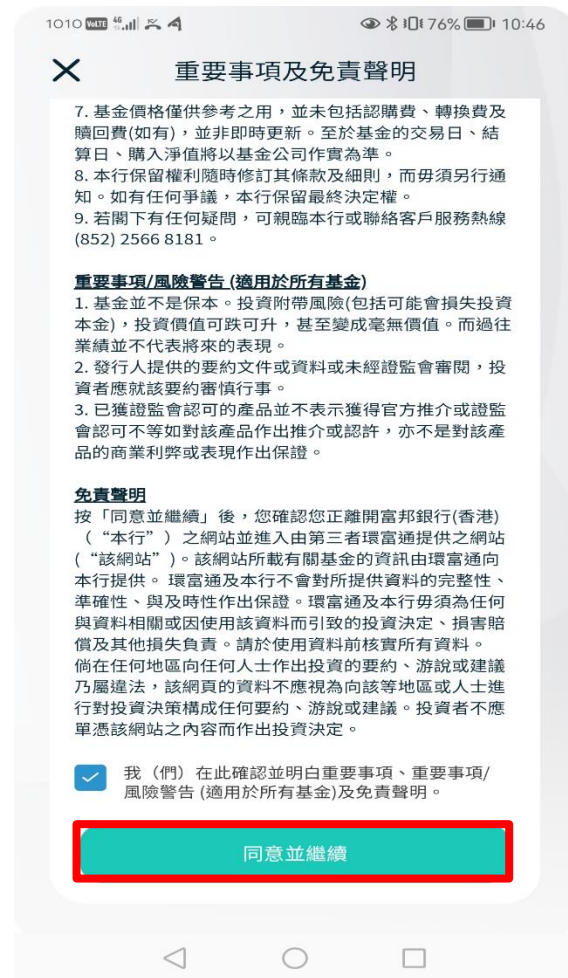 1010 VoLTE 46 76% 10:46
重要事項及免責聲明
7. 基金價格僅供參考之用，並未包括認購費、轉換費及
贖回費(如有)，並非即時更新。至於基金的交易日、結
算日、購入淨值將以基金公司作實為準。
8. 本行保留權利隨時修訂其條款及細則，而毋須另行通
知。如有任何爭議，本行保留最終決定權。
9. 若閣下有任何疑問，可親臨本行或聯絡客戶服務熱線
(852) 2566 8181。
重要事項/風險警告 (適用於所有基金)
1. 基金並不是保本。投資附帶風險(包括可能會損失投資
本金)，投資價值可跌可升，甚至變成毫無價值。而過往
業績並不代表將來的表現。
2. 發行人提供的要約文件或資料或未經證監會審閱，投
資者應就該要約審慎行事。
3. 已獲證監會認可的產品並不表示獲得官方推介或證監
會認可不等如對該產品作出推介或認許，亦不是對該產
品的商業利弊或表現作出保證。
免責聲明
按「同意並繼續」後，您確認您正離開富邦銀行(香港)
（“本行”）之網站並進入由第三者環富通提供之網站
(“該網站”)。該網站所載有關基金的資訊由環富通向
本行提供。 環富通及本行不會對所提供資料的完整性、
準確性、與及時性作出保證。環富通及本行毋須為任何
與資料相關或因使用該資料而引致的投資決定、損害賠
償及其他損失負責。請於使用資料前核實所有資料。
倘在任何地區向任何人士作出投資的要約、游說或建議
乃屬違法，該網頁的資料不應視為向該等地區或人士進
行對投資決策構成任何要約、游說或建議。投資者不應
單憑該網站之內容而作出投資決定。
我（們）在此確認並明白重要事項、重要事項/
風險警告 (適用於所有基金)及免責聲明。
同意並繼續